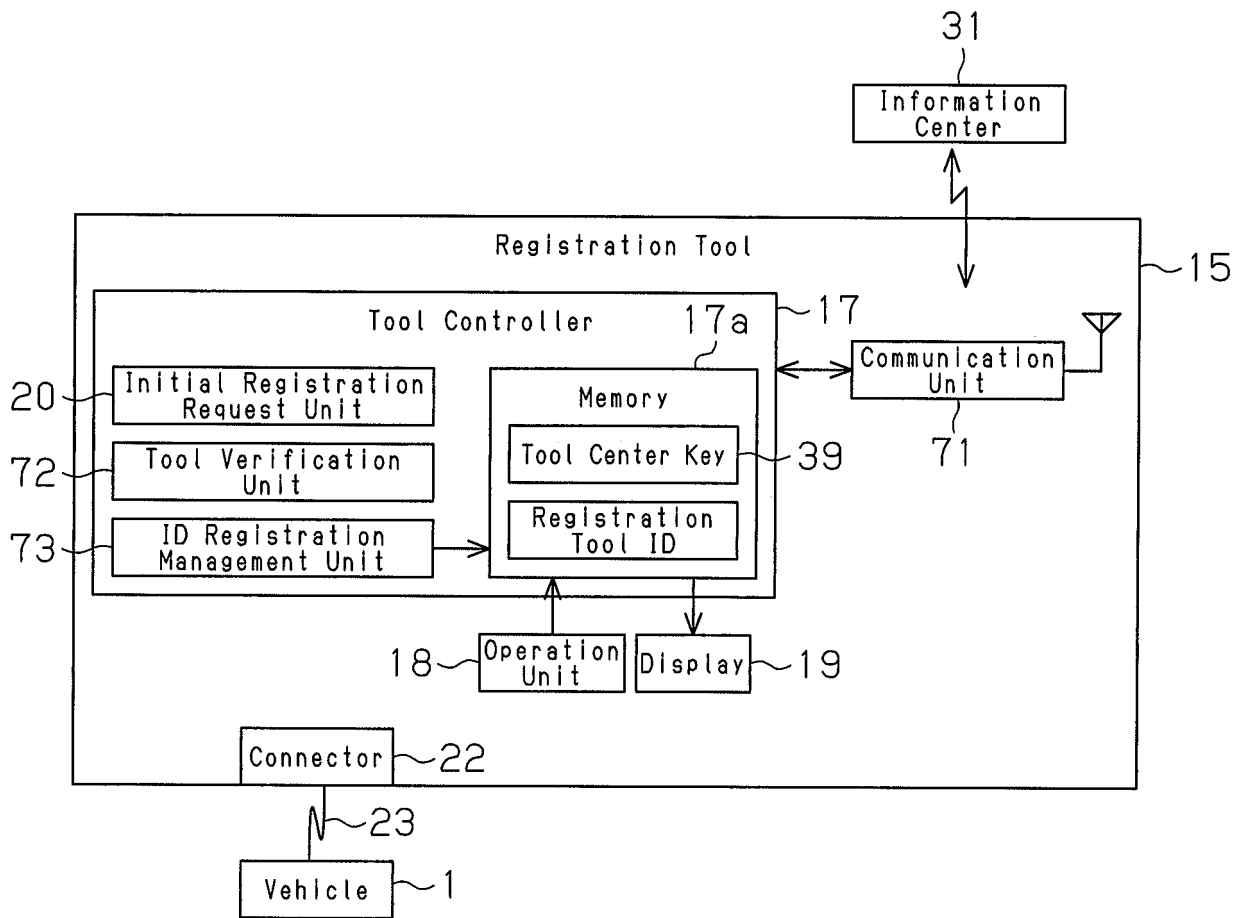 31
Information
Center
Registration Tool
15
Tool Controller
17
17a
Communication
Unit
71
20
Initial Registration
Request Unit
Memory
72
Tool Verification
Unit
Tool Center Key
39
73
ID Registration
Management Unit
Registration
Tool ID
18
Operation
Unit
Display
19
Connector
22
23
Vehicle
1